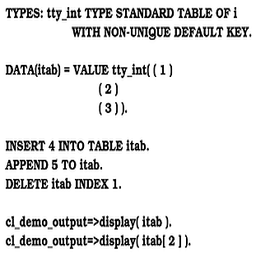 TYPES: tty_int TYPE STANDARD TABLE OF i
WITH NON-UNIQUE DEFAULT KEY.
DATA(itab) = VALUE tty_int( ( 1 )
( 2 )
( 3 ) ).
INSERT 4 INTO TABLE itab.
APPEND 5 TO itab.
DELETE itab INDEX 1.
cl_demo_output=>display( itab ).
cl_demo_output=>display( itab[ 2 ] ).